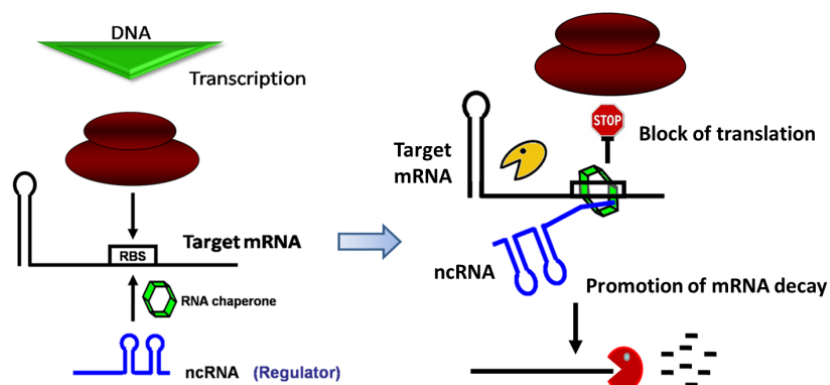 DNA
Transcription
RBS
Target mRNA
RNA chaperone
ncRNA (Regulator)
STOP
Block of translation
Target
mRNA
ncRNA
Promotion of mRNA decay